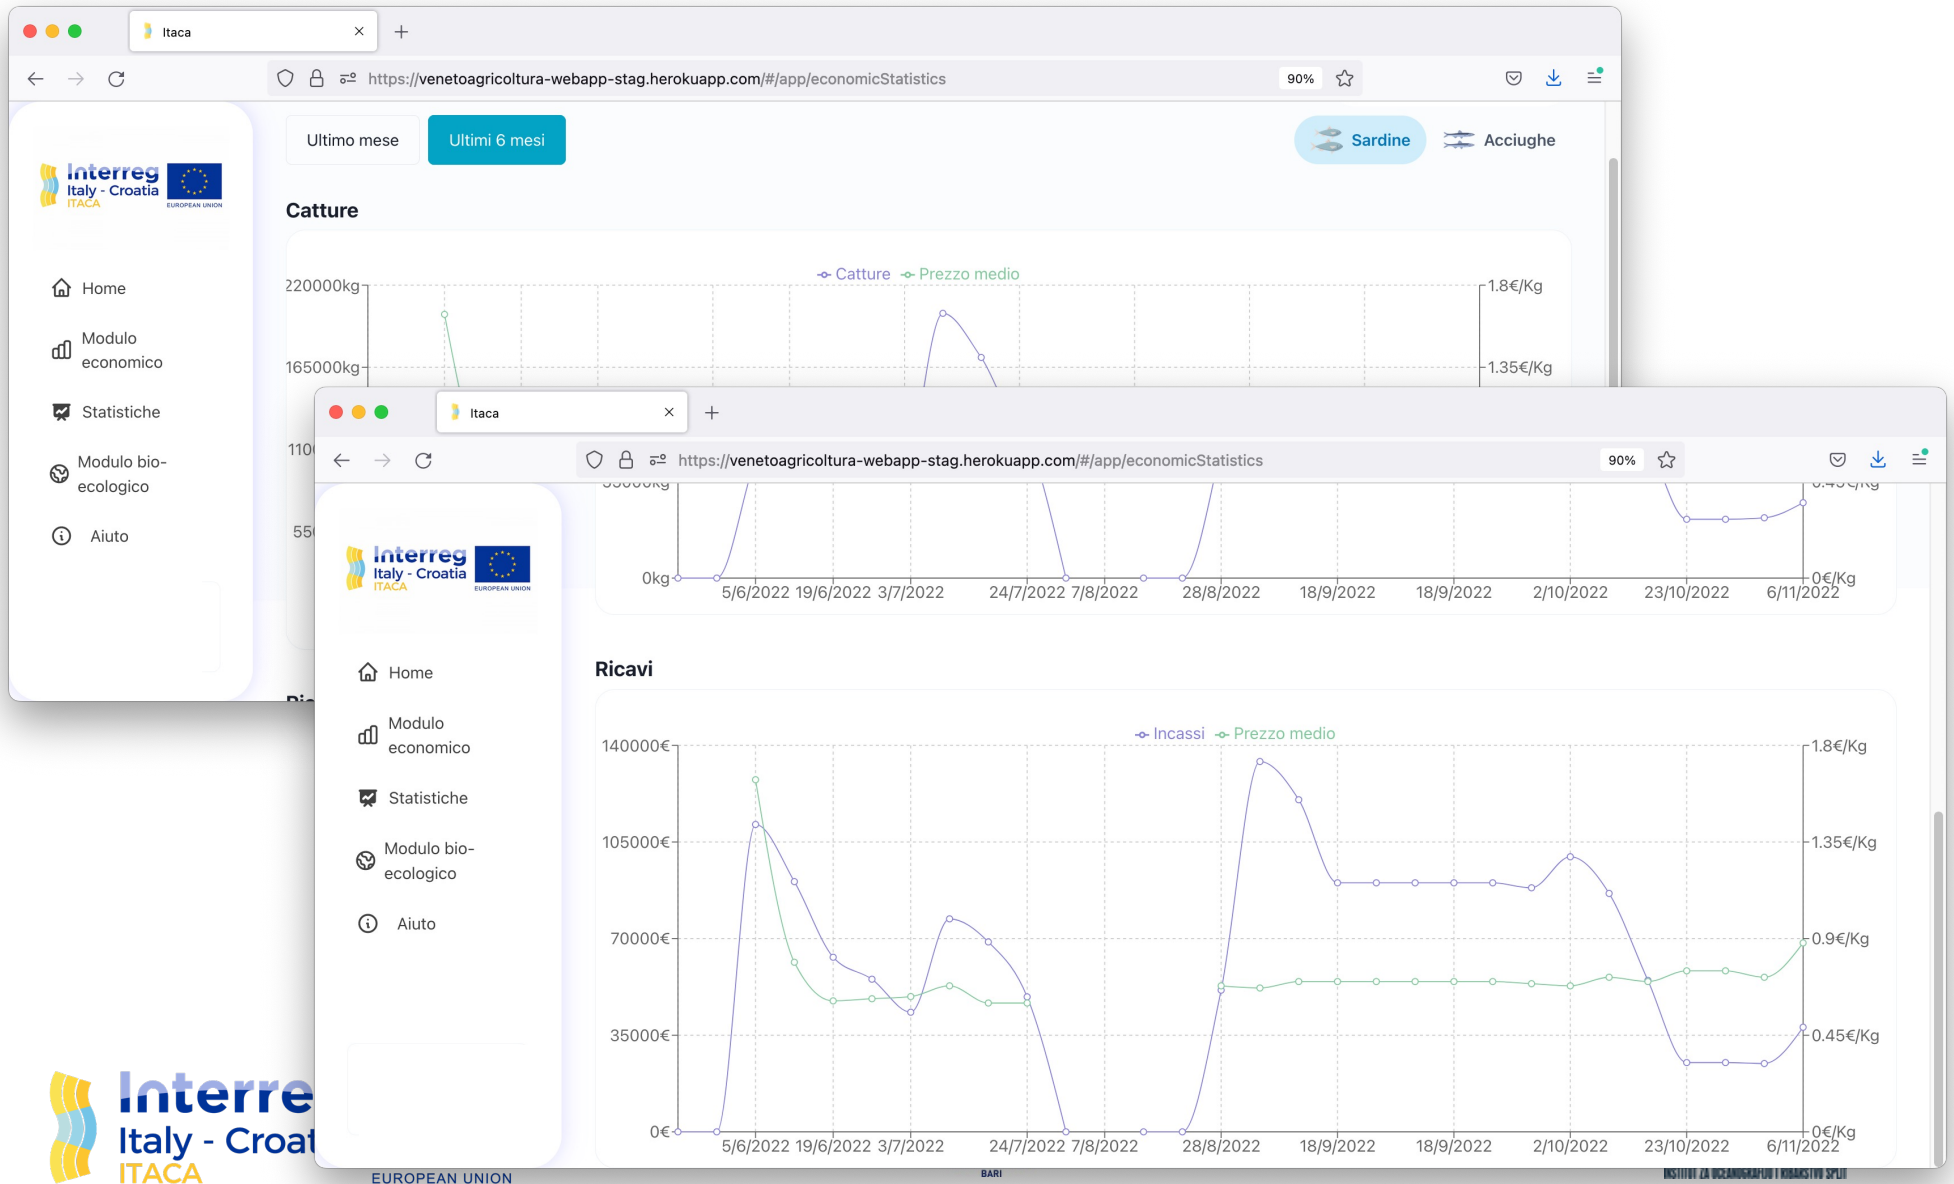 Itaca
https://venetoagricoltura-webapp-stag.herokuapp.com/#/app/economicStatistics
90%
Interreg
Italy - Croatia
ITACA
EUROPEAN UNION
Home
Modulo
economico
Statistiche
Modulo bio-
ecologico
Aiuto
Ultimo mese
Ultimi 6 mesi
Sardine
Acciughe
Catture
Catture
Prezzo medio
220000kg
1.8€/Kg
165000kg
1.35€/Kg
Itaca
https://venetoagricoltura-webapp-stag.herokuapp.com/#/app/economicStatistics
90%
Interreg
Italy - Croatia
ITACA
EUROPEAN UNION
Home
Modulo
economico
Statistiche
Modulo bio-
ecologico
Aiuto
0kg
0€/Kg
5/6/2022 19/6/2022 3/7/2022 24/7/2022 7/8/2022 28/8/2022 18/9/2022 18/9/2022 2/10/2022 23/10/2022 6/11/2022
Ricavi
Incassi
Prezzo medio
140000€
1.8€/Kg
105000€
1.35€/Kg
70000€
0.9€/Kg
35000€
0.45€/Kg
0€
0€/Kg
5/6/2022 19/6/2022 3/7/2022 24/7/2022 7/8/2022 28/8/2022 18/9/2022 18/9/2022 2/10/2022 23/10/2022 6/11/2022
Interre
Italy - Croat
ITACA
EUROPEAN UNION
BARI